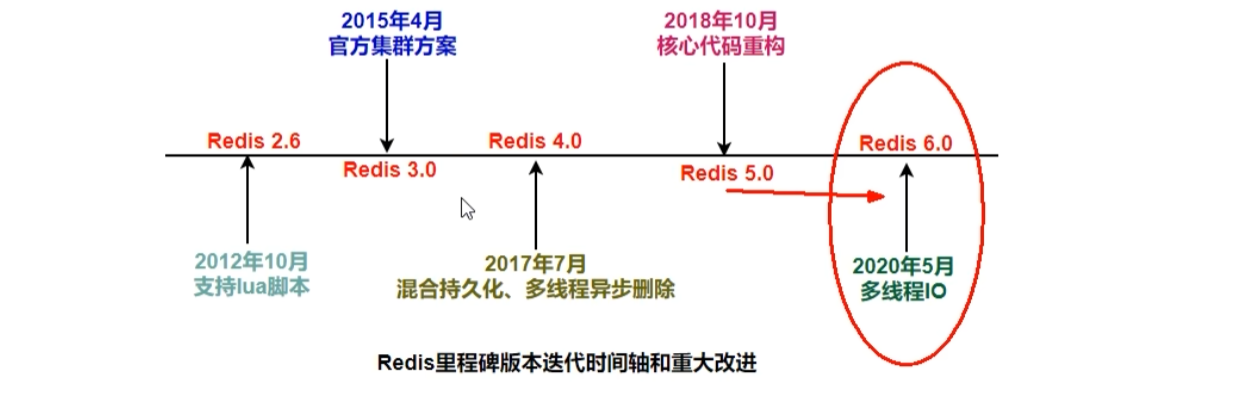 2015年4月
官方集群方案
2018年10月
核心代码重构
Redis 2.6
Redis 3.0
Redis 4.0
Redis 5.0
Redis 6.0
2012年10月
支持lua脚本
2017年7月
混合持久化、多线程异步删除
2020年5月
多线程IO
Redis里程碑版本迭代时间轴和重大改进